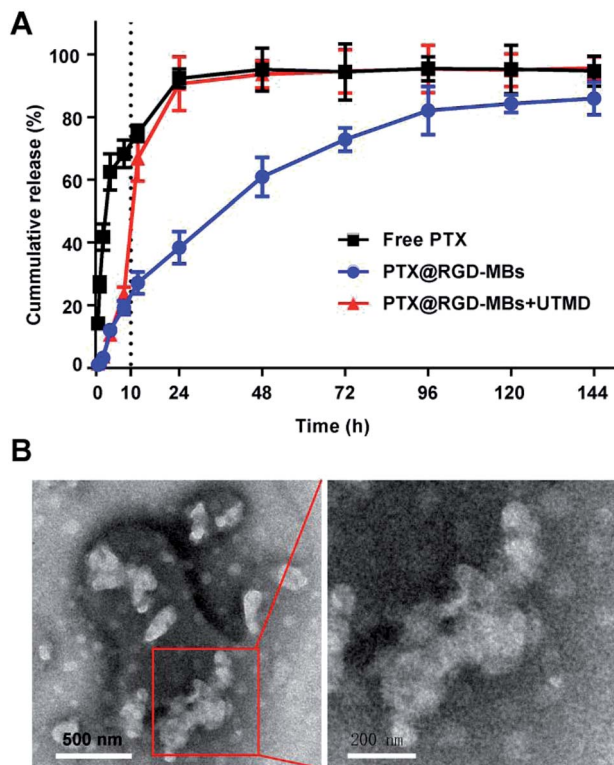 A
Cummulative release (%)
100
80
60
40
20
0
Free PTX
PTX@RGD-MBs
PTX@RGD-MBs+UTMD
0 10 24 48 72 96 120 144
Time (h)
B
500 nm
200 nm